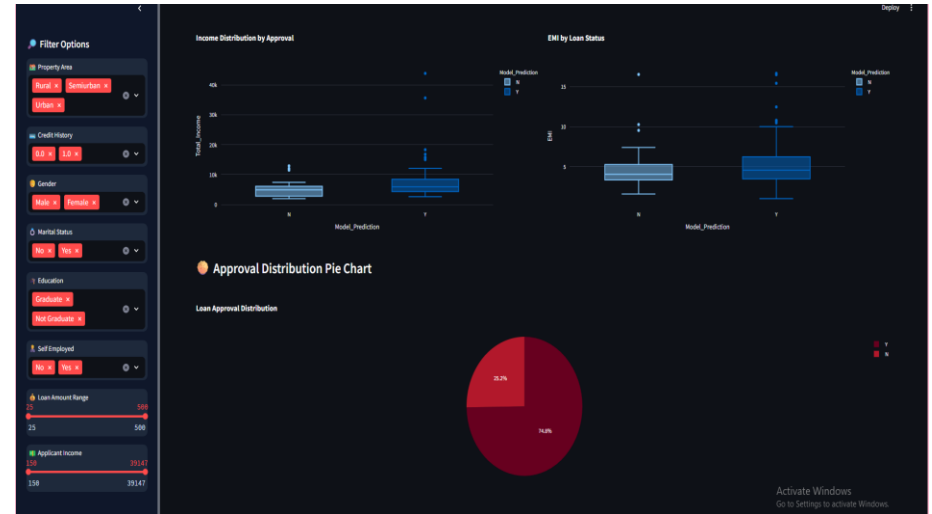 Deploy
Filter Options
Property Area
Rural ×
Semiurban ×
Urban ×
Credit History
0.0 ×
1.0 ×
Gender
Male ×
Female ×
Marital Status
No ×
Yes ×
Education
Graduate ×
Not Graduate ×
Self Employed
No ×
Yes ×
Loan Amount Range
25
500
25
500
Applicant Income
150
39147
150
39147
Income Distribution by Approval
Total_Income
40k
30k
20k
10k
0
N
Y
Model_Prediction
Model_Prediction
N
Y
EMI by Loan Status
EMI
15
10
5
N
Y
Model_Prediction
Model_Prediction
N
Y
Approval Distribution Pie Chart
Loan Approval Distribution
25.2%
74.8%
Y
N
Activate Windows
Go to Settings to activate Windows.